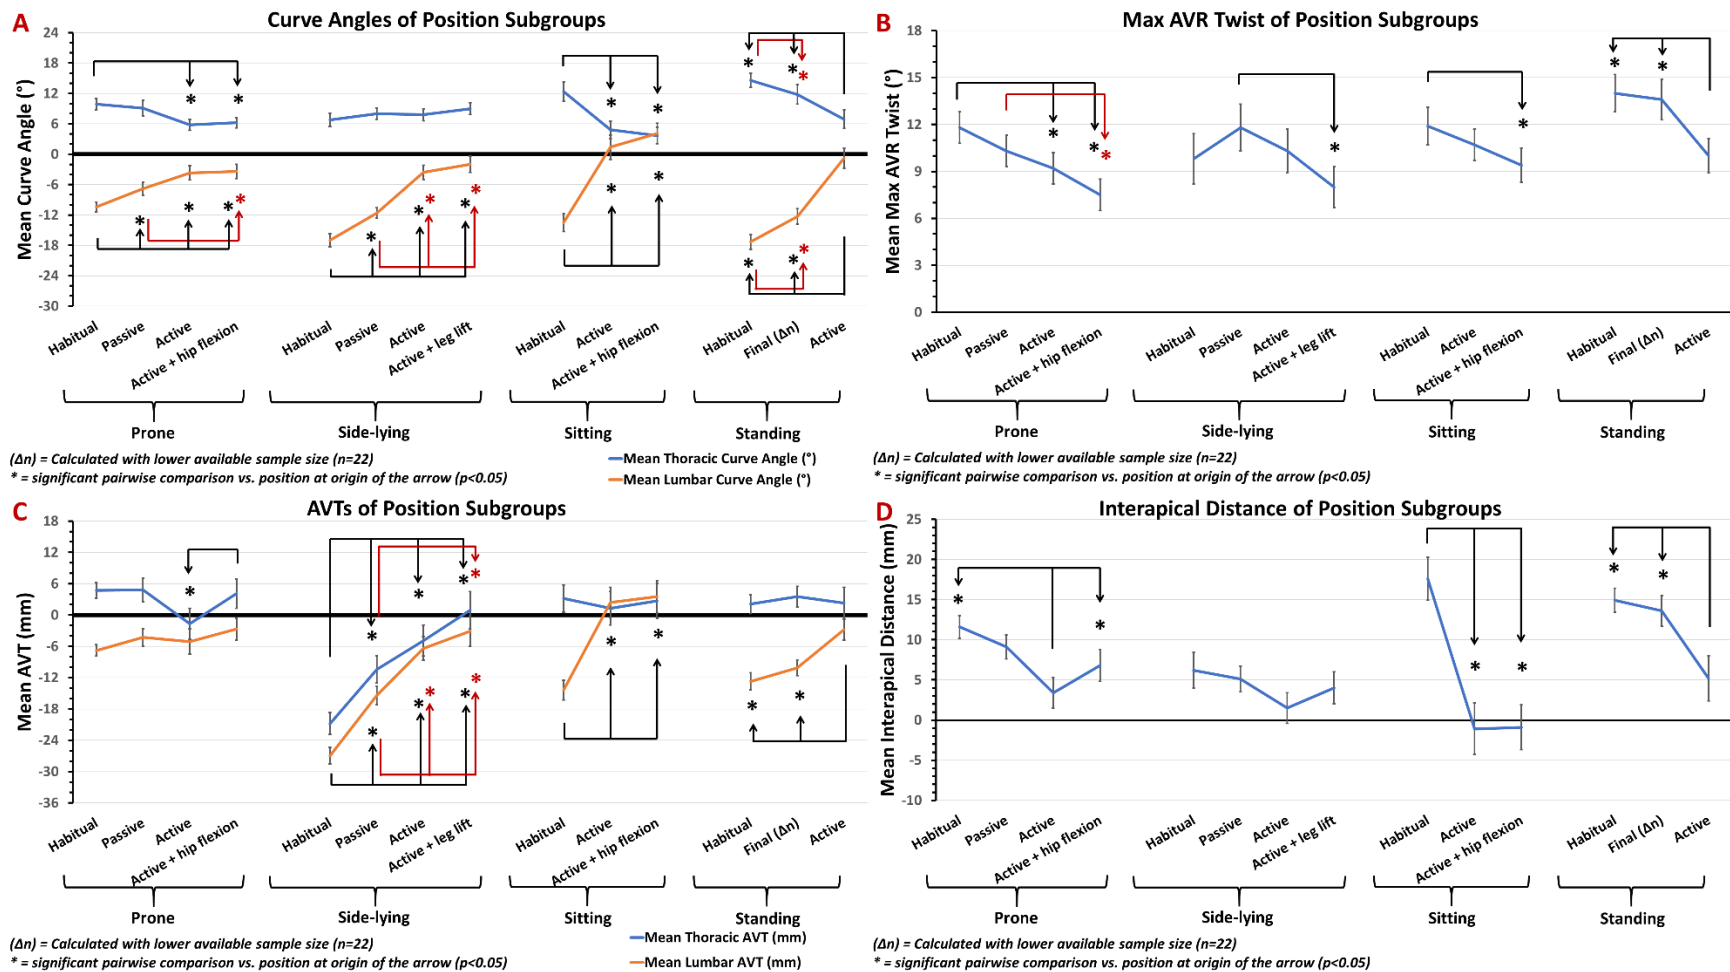 A
Curve Angles of Position Subgroups
Mean Curve Angle (°)
24
18
12
6
0
-6
-12
-18
-24
-30
* *
* * * *
* * * * *
* *
* *
* * *
* * *
Habitual
Passive
Active
Active + hip flexion
Habitual
Passive
Active
Active + leg lift
Habitual
Active
Active + hip flexion
Habitual
Final (Δn)
Active
Prone
Side-lying
Sitting
Standing
(Δn) = Calculated with lower available sample size (n=22)
* = significant pairwise comparison vs. position at origin of the arrow (p<0.05)
Mean Thoracic Curve Angle (°)
Mean Lumbar Curve Angle (°)
B
Max AVR Twist of Position Subgroups
Mean Max AVR Twist (°)
18
15
12
9
6
3
0
* * *
*
*
* *
Habitual
Passive
Active
Active + hip flexion
Habitual
Passive
Active
Active + leg lift
Habitual
Active
Active + hip flexion
Habitual
Final (Δn)
Active
Prone
Side-lying
Sitting
Standing
(Δn) = Calculated with lower available sample size (n=22)
* = significant pairwise comparison vs. position at origin of the arrow (p<0.05)
C
AVTs of Position Subgroups
Mean AVT (mm)
18
12
6
0
-6
-12
-18
-24
-30
-36
*
* * * *
* * * * *
* *
* *
Habitual
Passive
Active
Active + hip flexion
Habitual
Passive
Active
Active + leg lift
Habitual
Active
Active + hip flexion
Habitual
Final (Δn)
Active
Prone
Side-lying
Sitting
Standing
(Δn) = Calculated with lower available sample size (n=22)
* = significant pairwise comparison vs. position at origin of the arrow (p<0.05)
Mean Thoracic AVT (mm)
Mean Lumbar AVT (mm)
D
Interapical Distance of Position Subgroups
Mean Interapical Distance (mm)
25
20
15
10
5
0
-5
-10
* *
* *
* *
Habitual
Passive
Active
Active + hip flexion
Habitual
Passive
Active
Active + leg lift
Habitual
Active
Active + hip flexion
Habitual
Final (Δn)
Active
Prone
Side-lying
Sitting
Standing
(Δn) = Calculated with lower available sample size (n=22)
* = significant pairwise comparison vs. position at origin of the arrow (p<0.05)